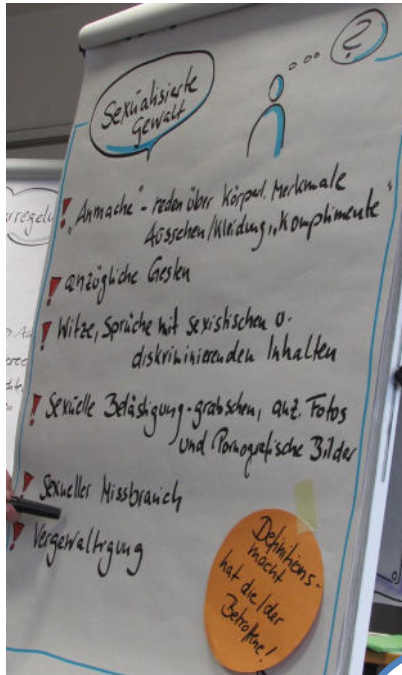 Sexualisierte
Gewalt
?
! „Anmache" - reden über körperl. Merkmale
Aussehen/Kleidung „Komplimente"
! anzügliche Gesten
! Witze, Sprüche mit sexistischen o.
diskriminierenden Inhalten
! Sexuelle Belästigung - grabschen, anz. Fotos
und Pornografische Bilder
! Sexueller Missbrauch
! Vergewaltigung
Definitions-
macht
hat die/der
Betroffene!